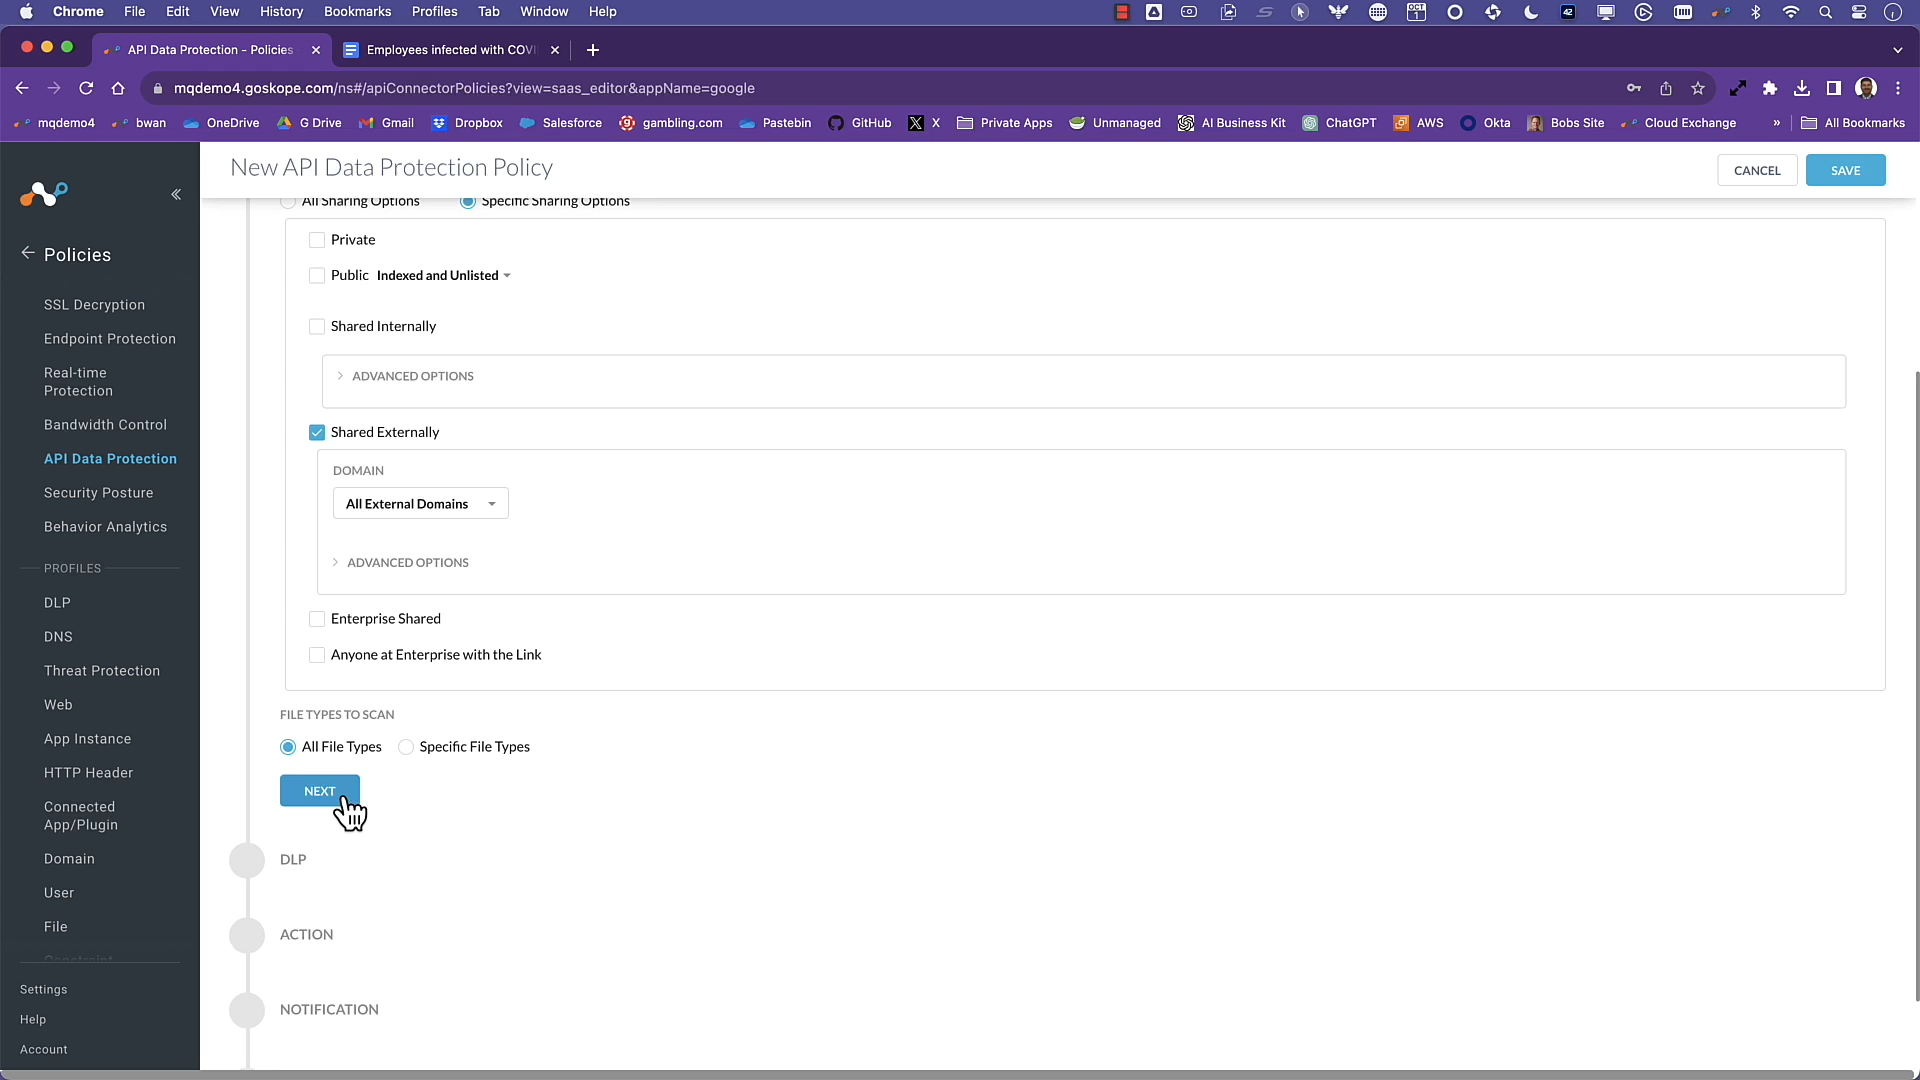 Chrome File Edit View History Bookmarks Profiles Tab Window Help
OCT 1
42
API Data Protection - Policies
Employees infected with COVI
mqdemo4.goskope.com/ns#/apiConnectorPolicies?view=saas_editor&appName=google
mqdemo4 bwan OneDrive G Drive Gmail Dropbox Salesforce gambling.com Pastebin GitHub X Private Apps Unmanaged AI Business Kit ChatGPT AWS Okta Bobs Site Cloud Exchange » All Bookmarks
New API Data Protection Policy
CANCEL
SAVE
Policies
SSL Decryption
Endpoint Protection
Real-time
Protection
Bandwidth Control
API Data Protection
Security Posture
Behavior Analytics
PROFILES
DLP
DNS
Threat Protection
Web
App Instance
HTTP Header
Connected
App/Plugin
Domain
User
File
Constraint
Settings
Help
Account
All Sharing Options Specific Sharing Options
Private
Public Indexed and Unlisted
Shared Internally
ADVANCED OPTIONS
Shared Externally
DOMAIN
All External Domains
ADVANCED OPTIONS
Enterprise Shared
Anyone at Enterprise with the Link
FILE TYPES TO SCAN
All File Types Specific File Types
NEXT
DLP
ACTION
NOTIFICATION